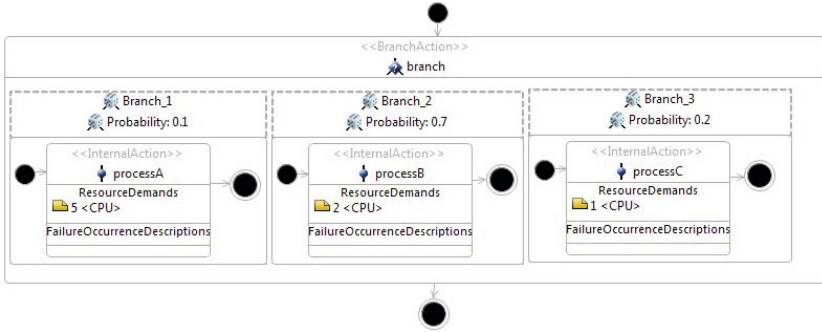 <<BranchAction>>
branch
Branch_1
Probability: 0.1
<<InternalAction>>
processA
ResourceDemands
5 <CPU>
FailureOccurrenceDescriptions
Branch_2
Probability: 0.7
<<InternalAction>>
processB
ResourceDemands
2 <CPU>
FailureOccurrenceDescriptions
Branch_3
Probability: 0.2
<<InternalAction>>
processC
ResourceDemands
1 <CPU>
FailureOccurrenceDescriptions